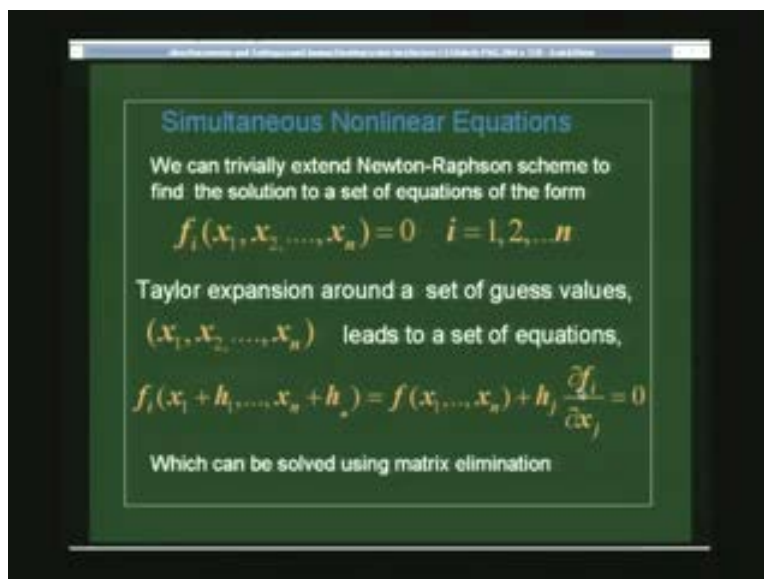 Simultaneous Nonlinear Equations
We can trivially extend Newton-Raphson scheme to
find the solution to a set of equations of the form
fᵢ(x₁, x₂, ...., xₙ) = 0 i = 1, 2, ...n
Taylor expansion around a set of guess values,
(x₁, x₂, ...., xₙ) leads to a set of equations,
fᵢ(x₁ + h₁, ...., xₙ + hₙ) = f(x₁..., xₙ) + hⱼ ∂fᵢ/∂xⱼ = 0
Which can be solved using matrix elimination